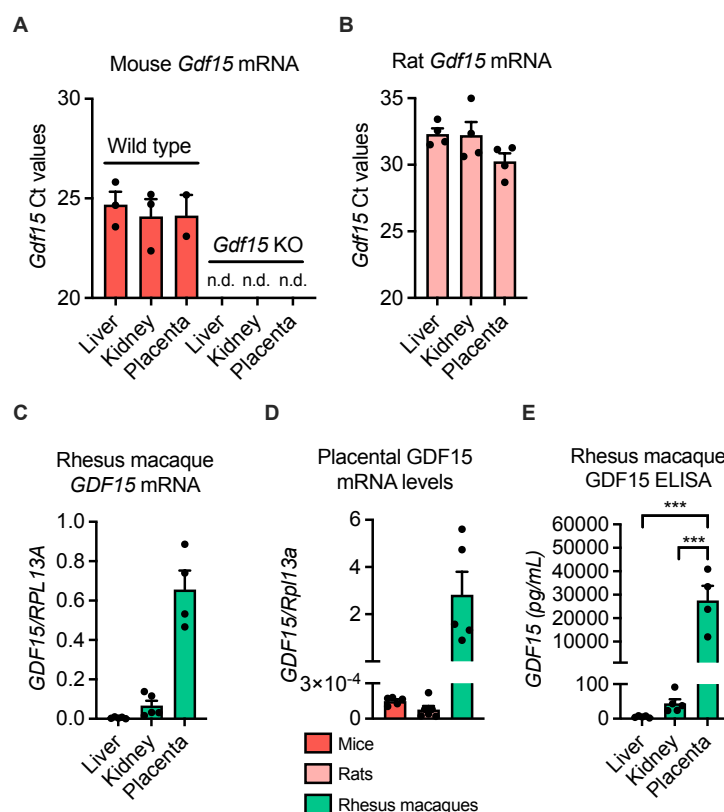 A
Mouse Gdf15 mRNA
Gdf15 Ct values
30
25
20
Wild type
Gdf15 KO
n.d. n.d. n.d.
Liver
Kidney
Placenta
Liver
Kidney
Placenta
B
Rat Gdf15 mRNA
Gdf15 Ct values
35
30
25
20
Liver
Kidney
Placenta
C
Rhesus macaque
GDF15 mRNA
GDF15/RPL13A
1.0
0.8
0.6
0.4
0.2
0.0
Liver
Kidney
Placenta
D
Placental GDF15
mRNA levels
GDF15/Rpl13a
6
4
2
3×10⁻⁴
0
Mice
Rats
Rhesus macaques
E
Rhesus macaque
GDF15 ELISA
GDF15 (pg/mL)
60000
50000
40000
30000
20000
10000
100
0
***
***
Liver
Kidney
Placenta